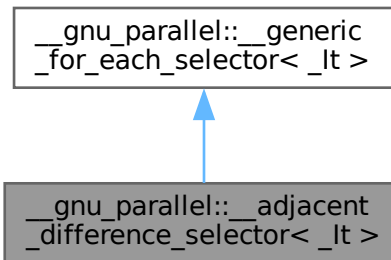 __gnu_parallel::__generic
_for_each_selector< _It >
__gnu_parallel::__adjacent
_difference_selector< _It >